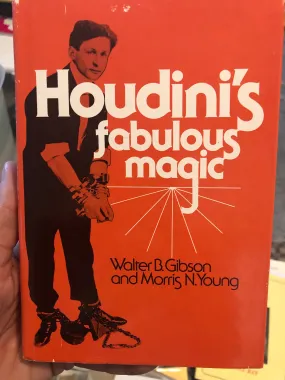 Houdini's
fabulous
magic
Walter B. Gibson
and Morris N. Young